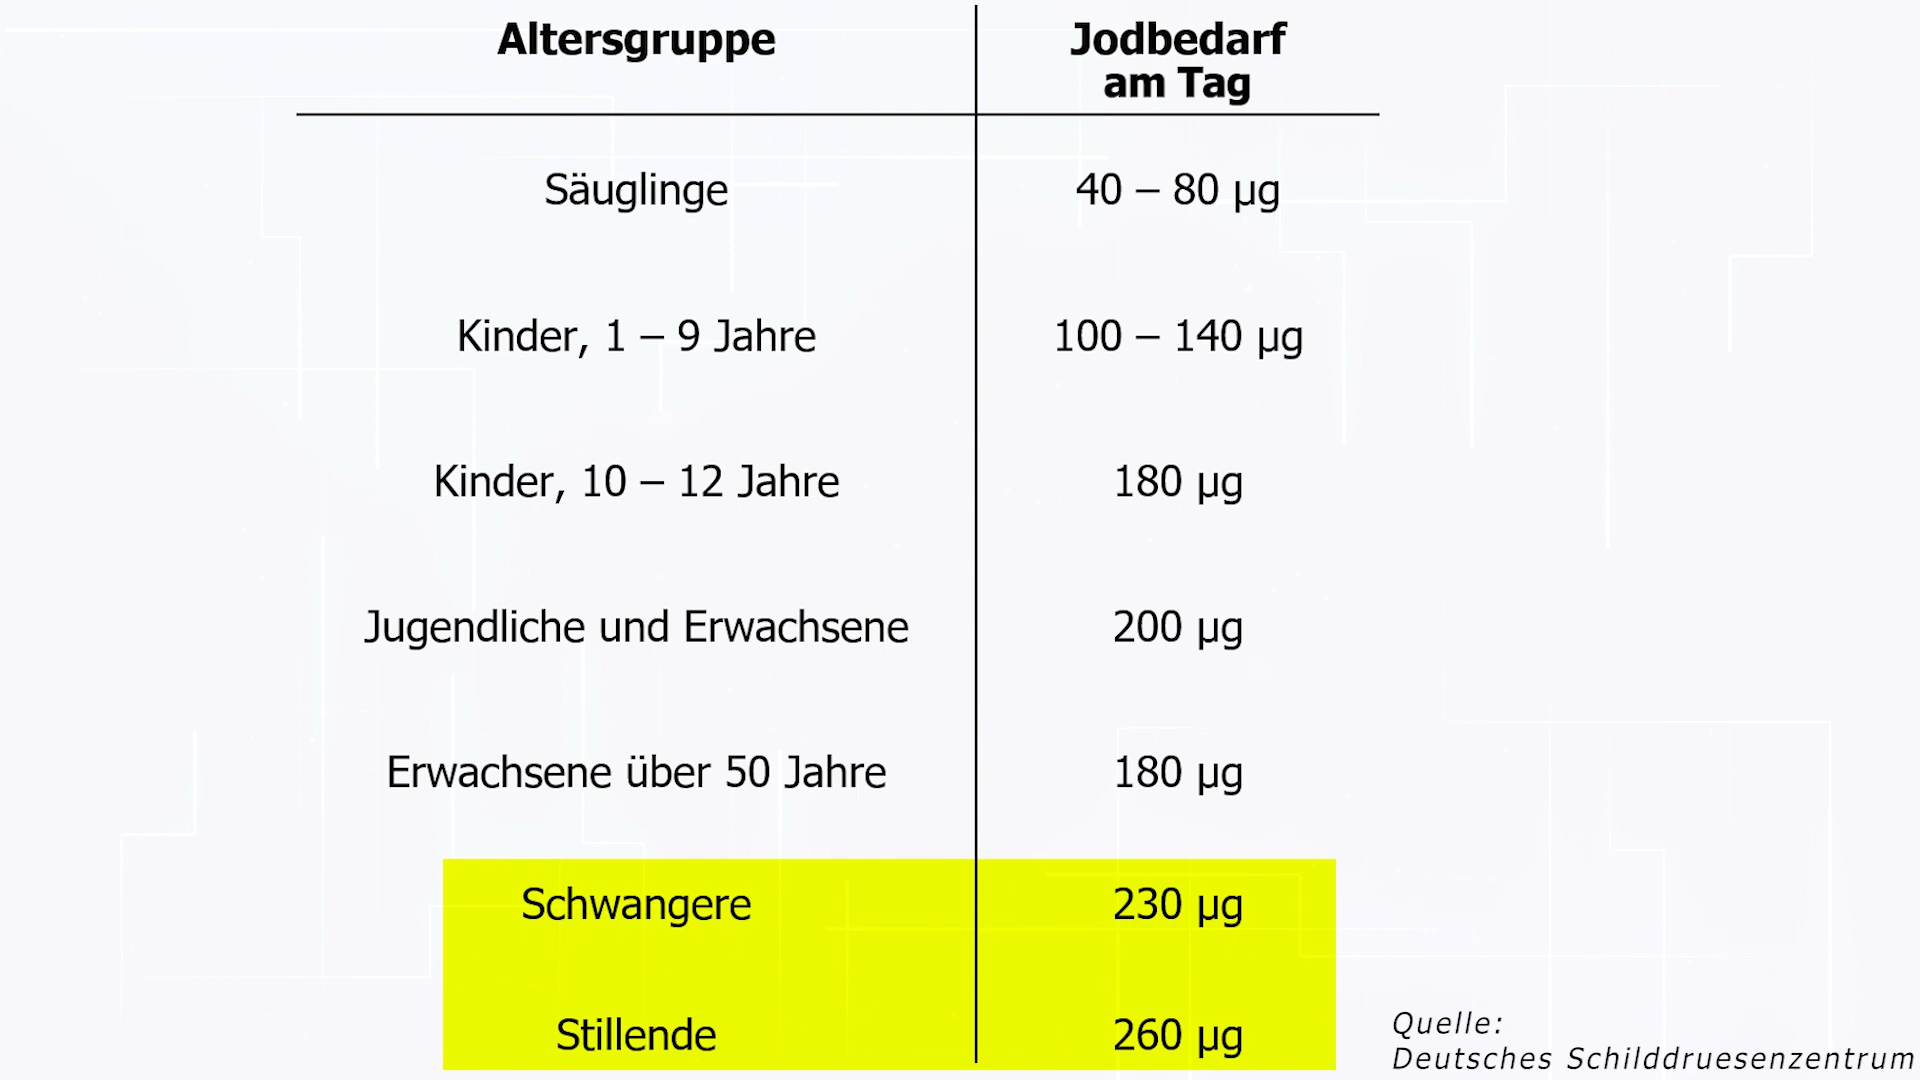 Altersgruppe
Jodbedarf
am Tag
Säuglinge
40 – 80 µg
Kinder, 1 – 9 Jahre
100 – 140 µg
Kinder, 10 – 12 Jahre
180 µg
Jugendliche und Erwachsene
200 µg
Erwachsene über 50 Jahre
180 µg
Schwangere
230 µg
Stillende
260 µg
Quelle:
Deutsches Schilddruesenzentrum